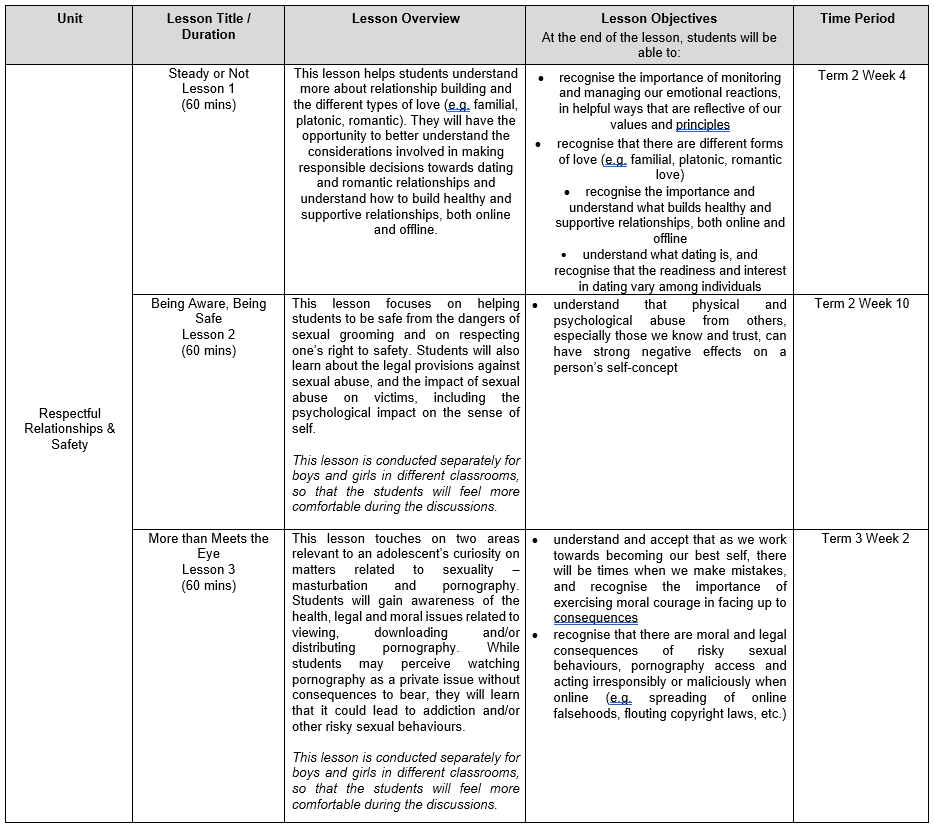 Unit
Lesson Title /
Duration
Lesson Overview
Lesson Objectives
At the end of the lesson, students will be
able to:
Time Period
Respectful
Relationships &
Safety
Steady or Not
Lesson 1
(60 mins)
This lesson helps students understand
more about relationship building and
the different types of love (e.g. familial,
platonic, romantic). They will have the
opportunity to better understand the
considerations involved in making
responsible decisions towards dating
and romantic relationships and
understand how to build healthy and
supportive relationships, both online
and offline.
• recognise the importance of monitoring
and managing our emotional reactions,
in helpful ways that are reflective of our
values and principles
• recognise that there are different forms
of love (e.g. familial, platonic, romantic
love)
• recognise the importance and
understand what builds healthy and
supportive relationships, both online and
offline
• understand what dating is, and
recognise that the readiness and interest
in dating vary among individuals
Term 2 Week 4
Being Aware, Being
Safe
Lesson 2
(60 mins)
This lesson focuses on helping
students to be safe from the dangers of
sexual grooming and on respecting
one's right to safety. Students will also
learn about the legal provisions against
sexual abuse, and the impact of sexual
abuse on victims, including the
psychological impact on the sense of
self.
This lesson is conducted separately for
boys and girls in different classrooms,
so that the students will feel more
comfortable during the discussions.
• understand that physical and
psychological abuse from others,
especially those we know and trust, can
have strong negative effects on a
person's self-concept
Term 2 Week 10
More than Meets the
Eye
Lesson 3
(60 mins)
This lesson touches on two areas
relevant to an adolescent's curiosity on
matters related to sexuality –
masturbation and pornography.
Students will gain awareness of the
health, legal and moral issues related to
viewing, downloading and/or
distributing pornography. While
students may perceive watching
pornography as a private issue without
consequences to bear, they will learn
that it could lead to addiction and/or
other risky sexual behaviours.
This lesson is conducted separately for
boys and girls in different classrooms,
so that the students will feel more
comfortable during the discussions.
• understand and accept that as we work
towards becoming our best self, there
will be times when we make mistakes,
and recognise the importance of
exercising moral courage in facing up to
consequences
• recognise that there are moral and legal
consequences of risky sexual
behaviours, pornography access and
acting irresponsibly or maliciously when
online (e.g. spreading of online
falsehoods, flouting copyright laws, etc.)
Term 3 Week 2